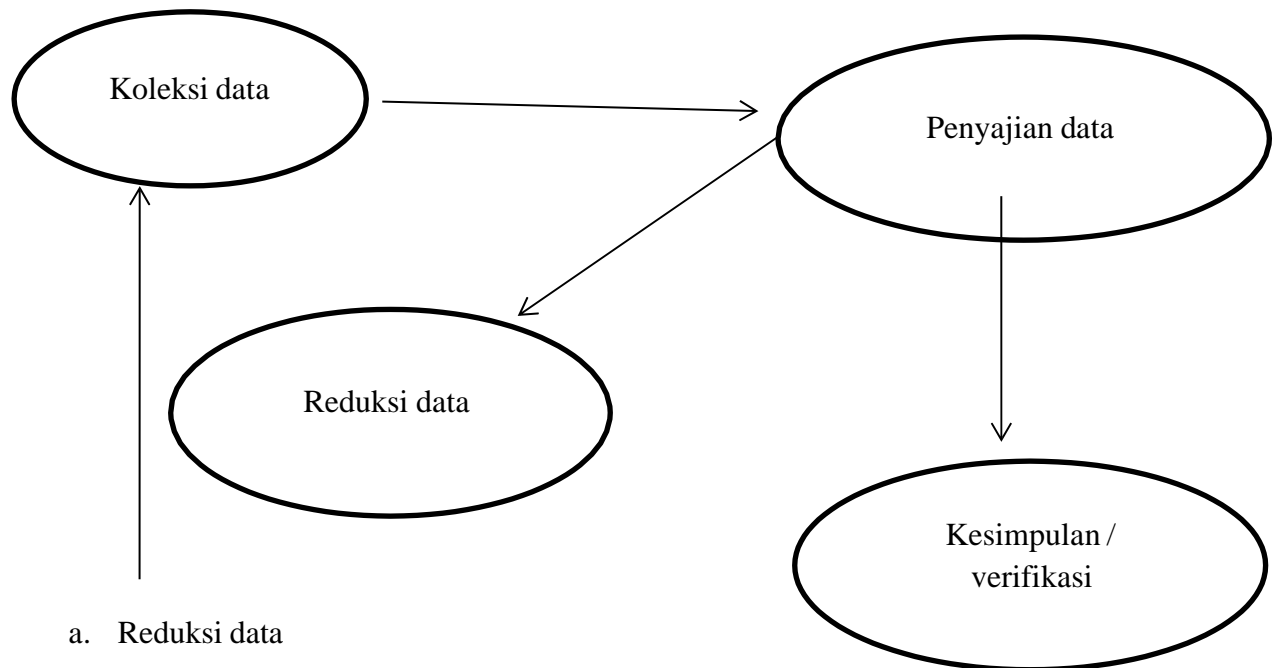 Koleksi data
Penyajian data
Reduksi data
Kesimpulan /
verifikasi
a. Reduksi data